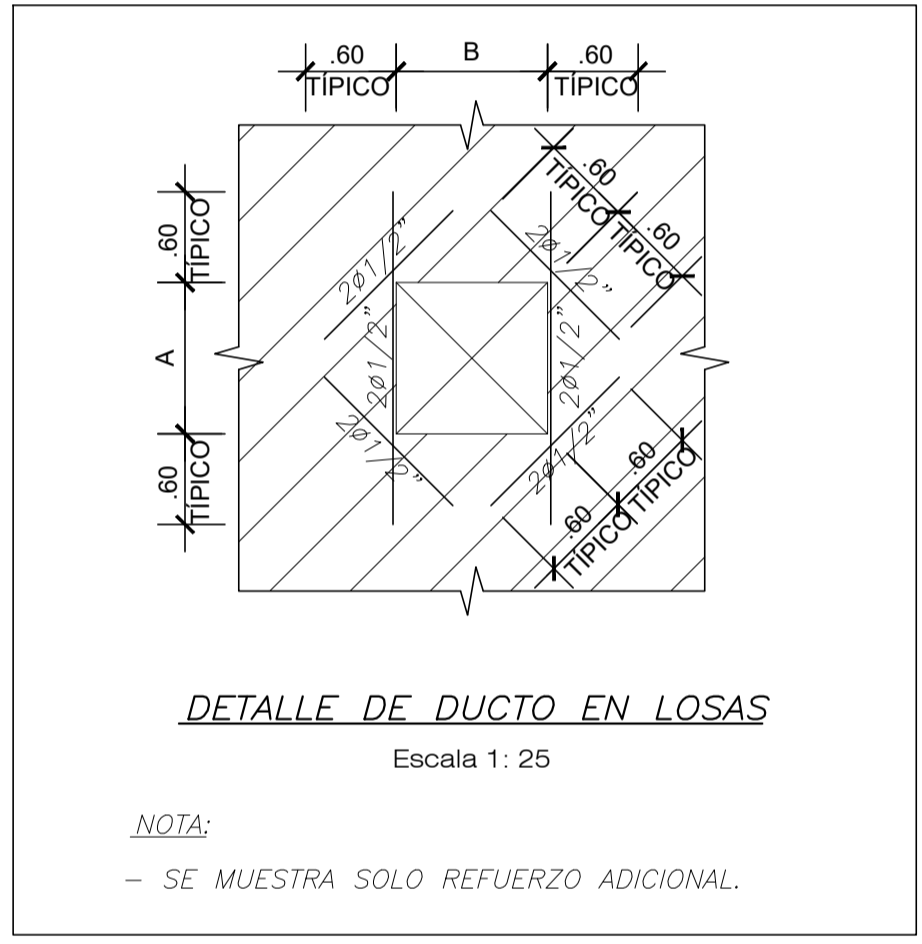 .60
TÍPICO
B
.60
TÍPICO
.60
TÍPICO
.60
TÍPICO
.60
TÍPICO
2ø1/2”
2ø1/2”
A
2ø1/2”
2ø1/2”
2ø1/2”
2ø1/2”
.60
TÍPICO
.60
TÍPICO
.60
TÍPICO
DETALLE DE DUCTO EN LOSAS
Escala 1: 25
NOTA:
– SE MUESTRA SOLO REFUERZO ADICIONAL.